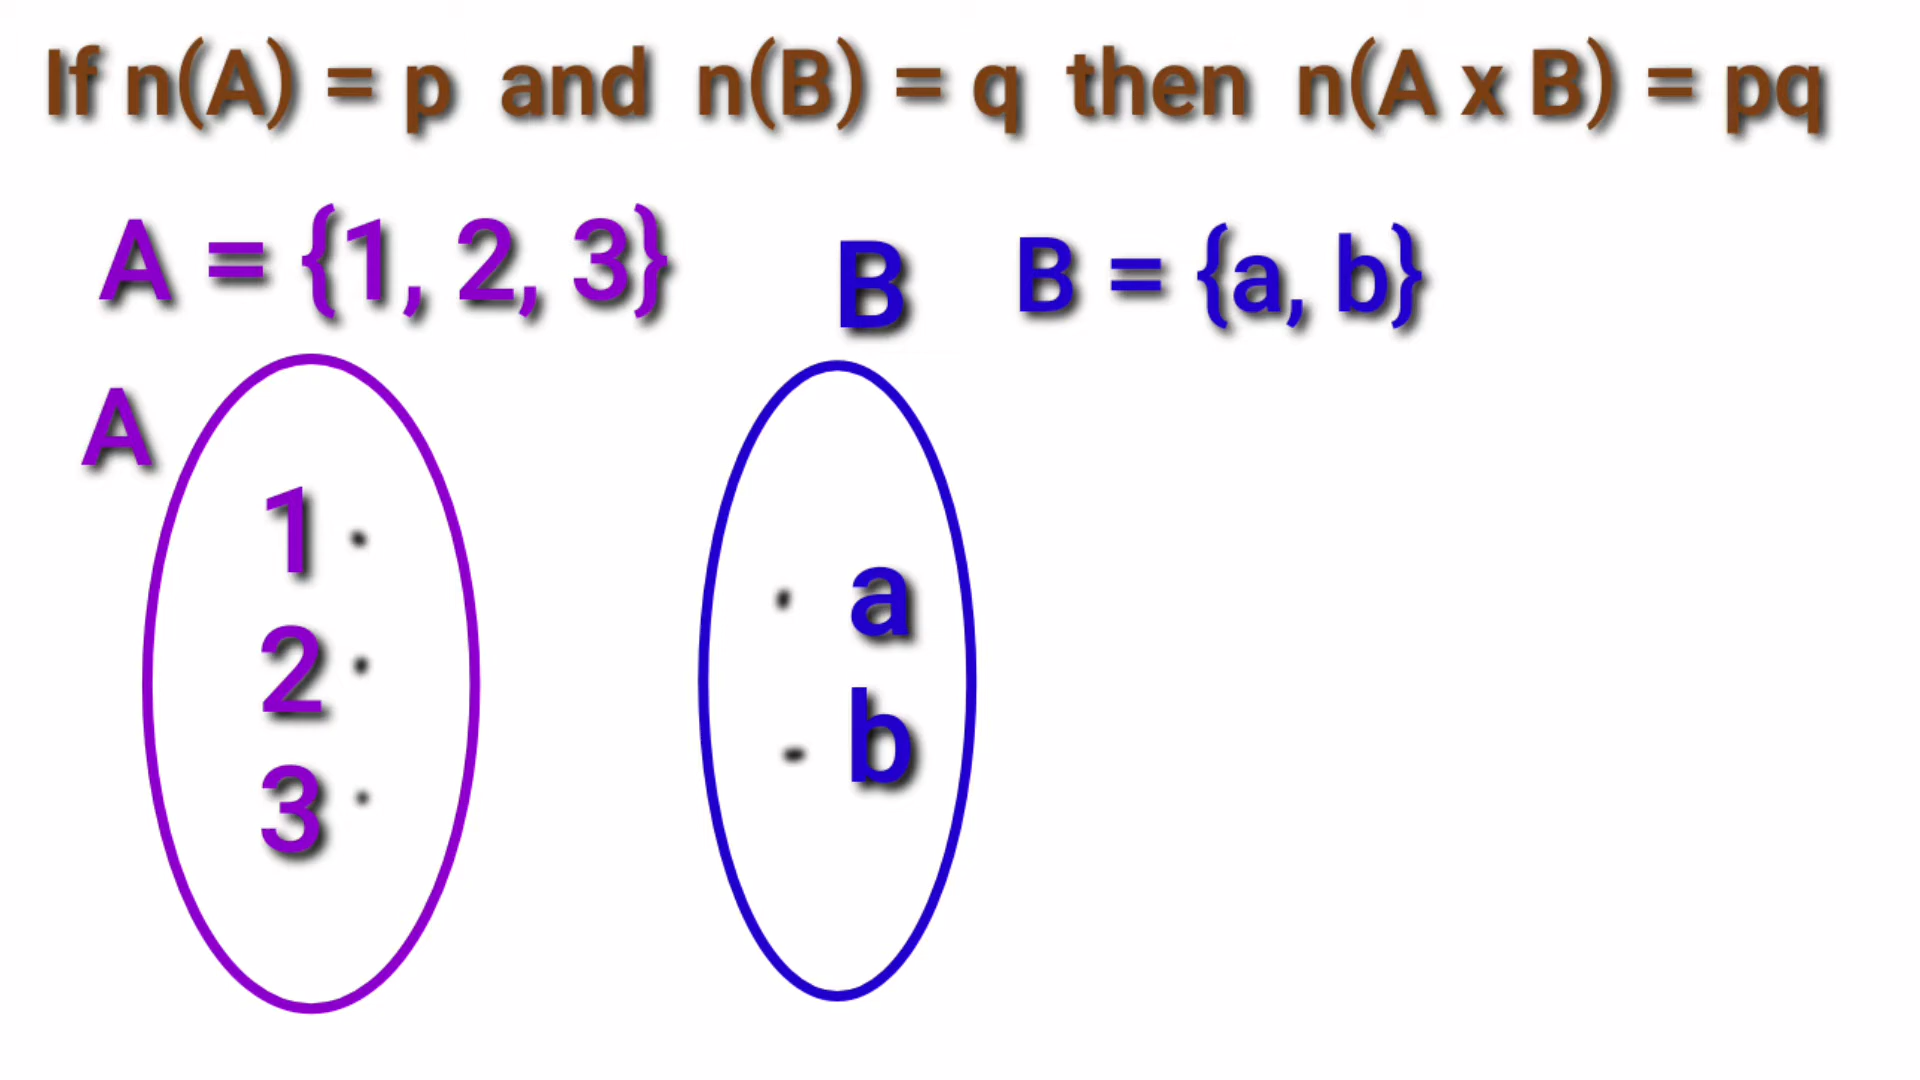 If n(A) = p and n(B) = q then n(A x B) = pq
A = {1, 2, 3}
B
B = {a, b}
A
1
2
3
a
b